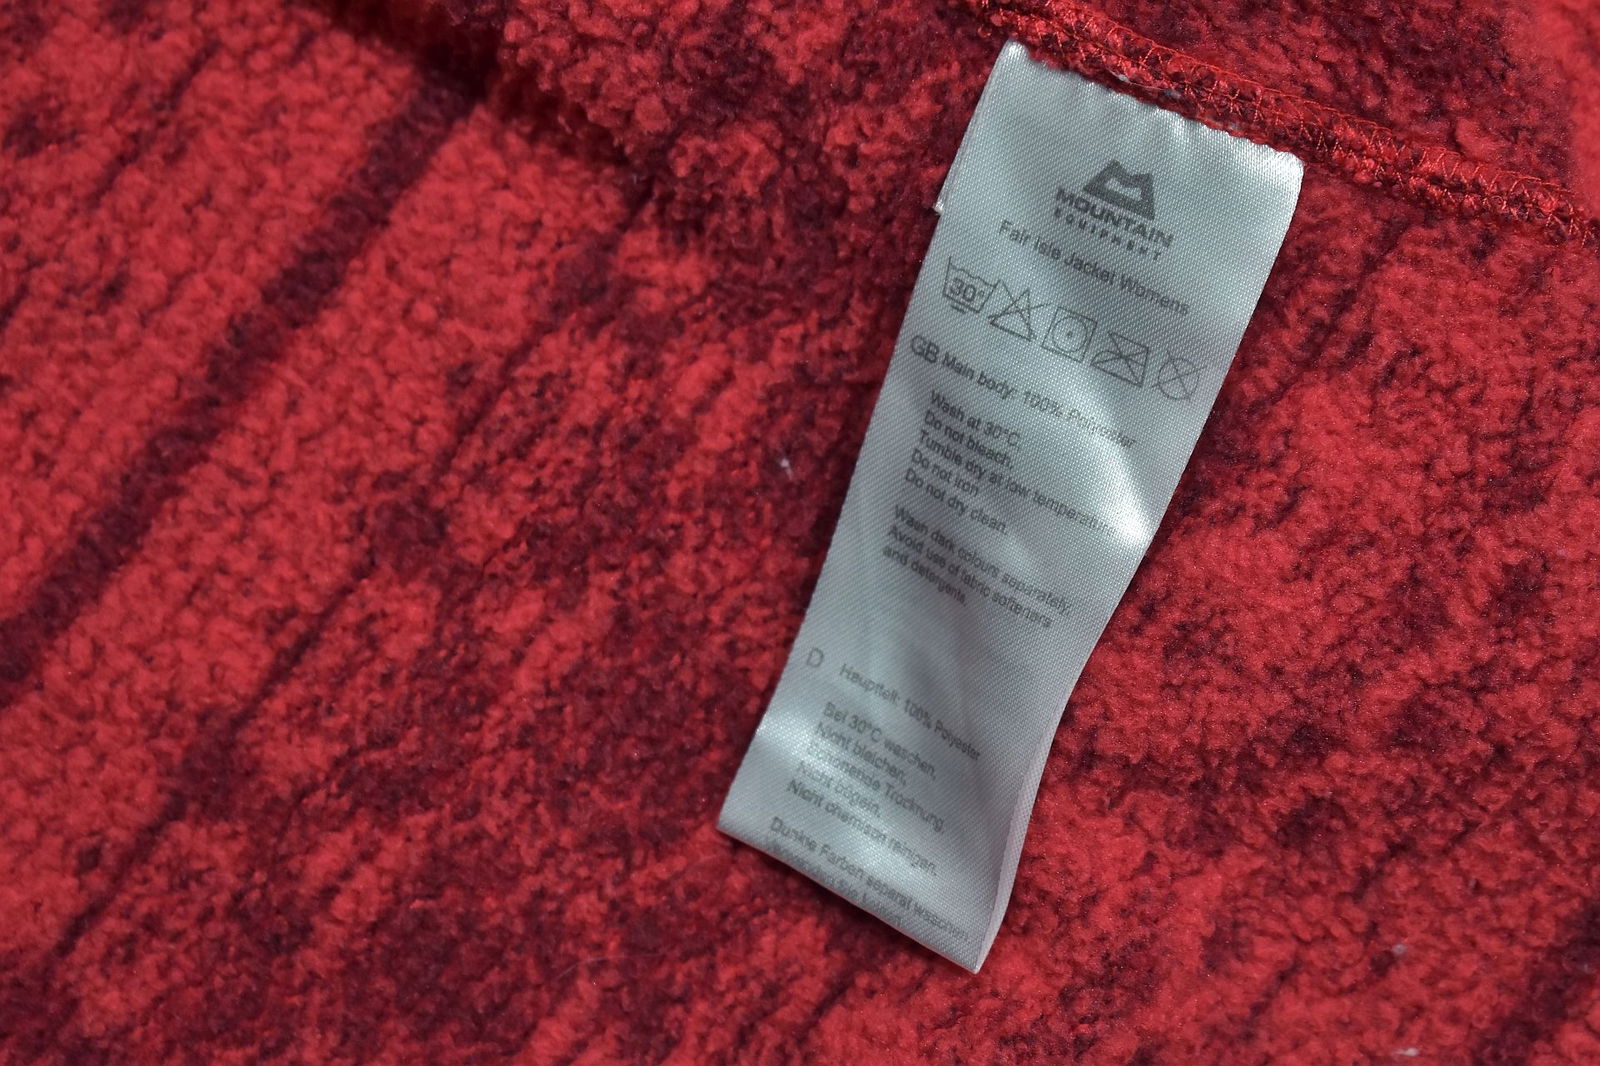 MOUNTAIN
EQUIPMENT
Fair Isle Jacket Womens
30°
GB Main body: 100% Polyester
Wash at 30°C.
Do not bleach.
Tumble dry at low temperature.
Do not iron.
Do not dry clean.
Wash dark colours separately.
Avoid use of fabric softeners
and detergents.
D Hauptteil: 100% Polyester
Bei 30°C waschen.
Nicht bleichen.
Schonende Trocknung.
Nicht bügeln.
Nicht chemisch reinigen.
Dunkle Farben separat waschen.